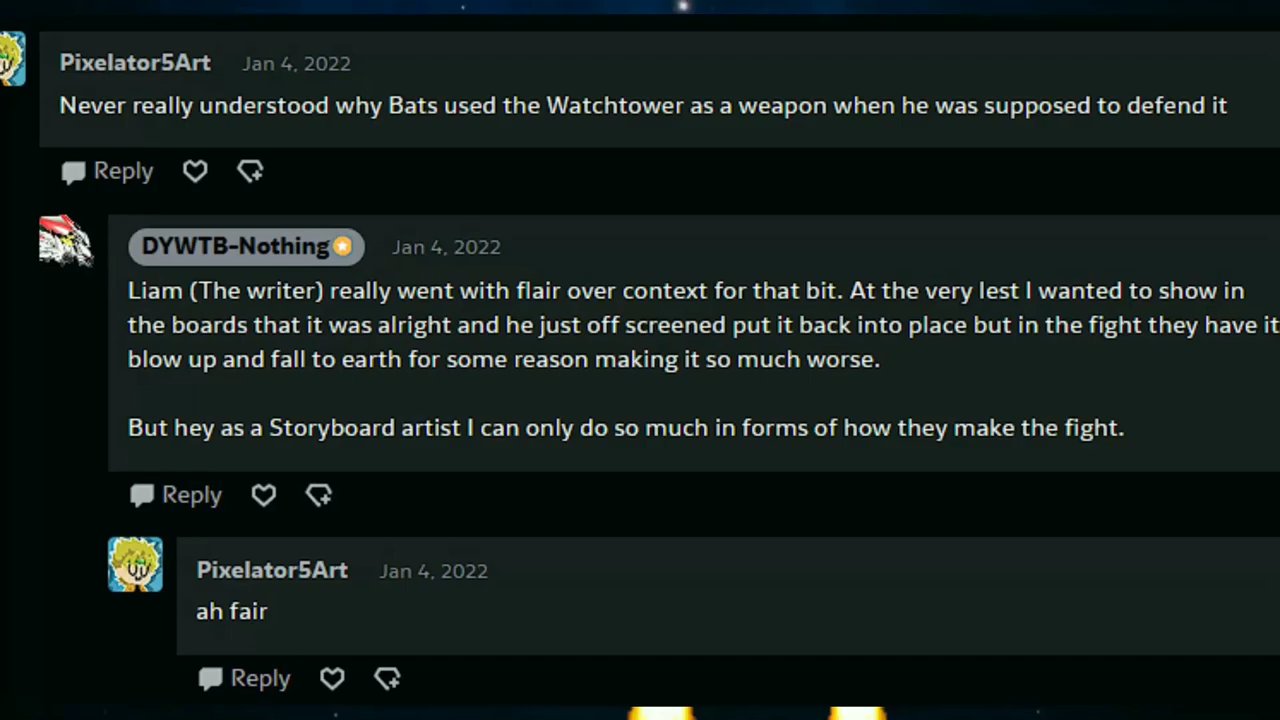 Pixelator5Art Jan 4, 2022
Never really understood why Bats used the Watchtower as a weapon when he was supposed to defend it
Reply
DYWTB-Nothing Jan 4, 2022
Liam (The writer) really went with flair over context for that bit. At the very lest I wanted to show in
the boards that it was alright and he just off screened put it back into place but in the fight they have it
blow up and fall to earth for some reason making it so much worse.
But hey as a Storyboard artist I can only do so much in forms of how they make the fight.
Reply
Pixelator5Art Jan 4, 2022
ah fair
Reply